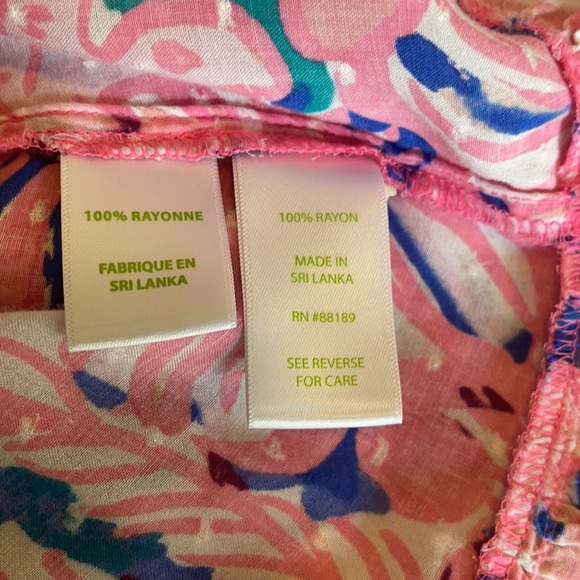 100% RAYONNE
FABRIQUE EN
SRI LANKA
100% RAYON
MADE IN
SRI LANKA
RN #88189
SEE REVERSE
FOR CARE